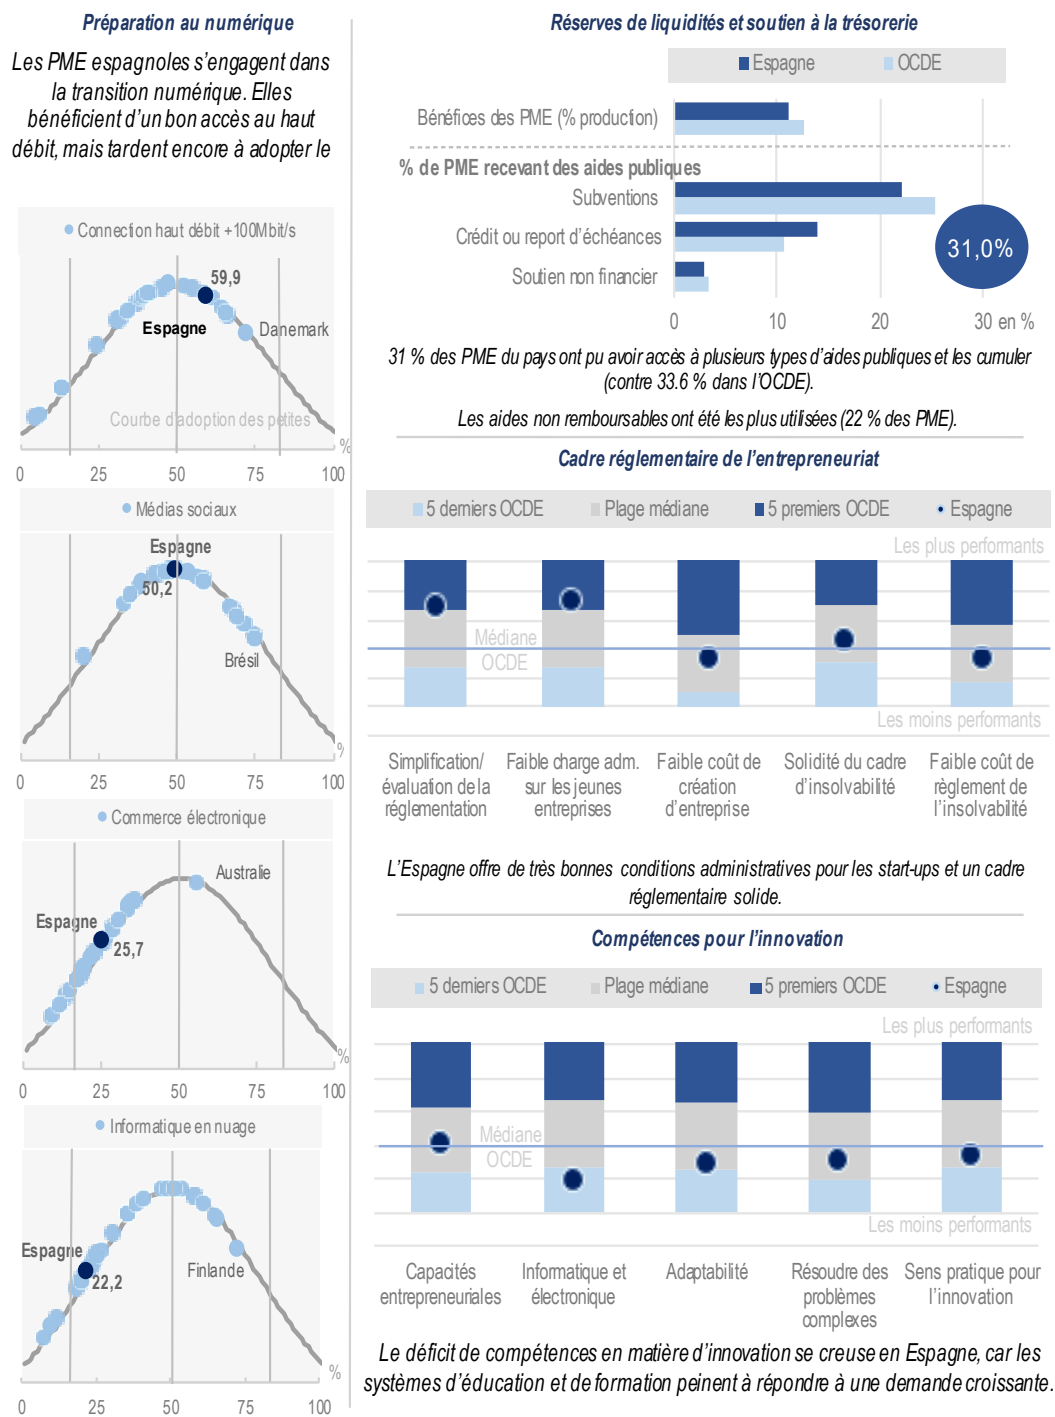 Préparation au numérique
Les PME espagnoles s'engagent dans
la transition numérique. Elles
bénéficient d'un bon accès au haut
débit, mais tardent encore à adopter le
Connection haut débit +100Mbit/s
59,9
Espagne
Danemark
Courbe d'adoption des petites
%
0 25 50 75 100
Médias sociaux
Espagne
50,2
Brésil
%
0 25 50 75 100
Commerce électronique
Australie
Espagne
25,7
%
0 25 50 75 100
Informatique en nuage
Espagne
22,2
Finlande
%
0 25 50 75 100
Réserves de liquidités et soutien à la trésorerie
Espagne OCDE
Bénéfices des PME (% production)
% de PME recevant des aides publiques
Subventions
Crédit ou report d'échéances
Soutien non financier
31,0%
0 10 20 30 en %
31 % des PME du pays ont pu avoir accès à plusieurs types d'aides publiques et les cumuler
(contre 33.6 % dans l'OCDE).
Les aides non remboursables ont été les plus utilisées (22 % des PME).
Cadre réglementaire de l'entrepreneuriat
5 derniers OCDE Plage médiane 5 premiers OCDE Espagne
Les plus performants
Médiane
OCDE
Les moins performants
Simplification/
évaluation de la
réglementation
Faible charge adm.
sur les jeunes
entreprises
Faible coût de
création
d'entreprise
Solidité du cadre
d'insolvabilité
Faible coût de
règlement de
l'insolvabilité
L'Espagne offre de très bonnes conditions administratives pour les start-ups et un cadre
réglementaire solide.
Compétences pour l'innovation
5 derniers OCDE Plage médiane 5 premiers OCDE Espagne
Les plus performants
Médiane
OCDE
Les moins performants
Capacités
entrepreneuriales
Informatique et
électronique
Adaptabilité
Résoudre des
problèmes
complexes
Sens pratique pour
l'innovation
Le déficit de compétences en matière d'innovation se creuse en Espagne, car les
systèmes d'éducation et de formation peinent à répondre à une demande croissante.